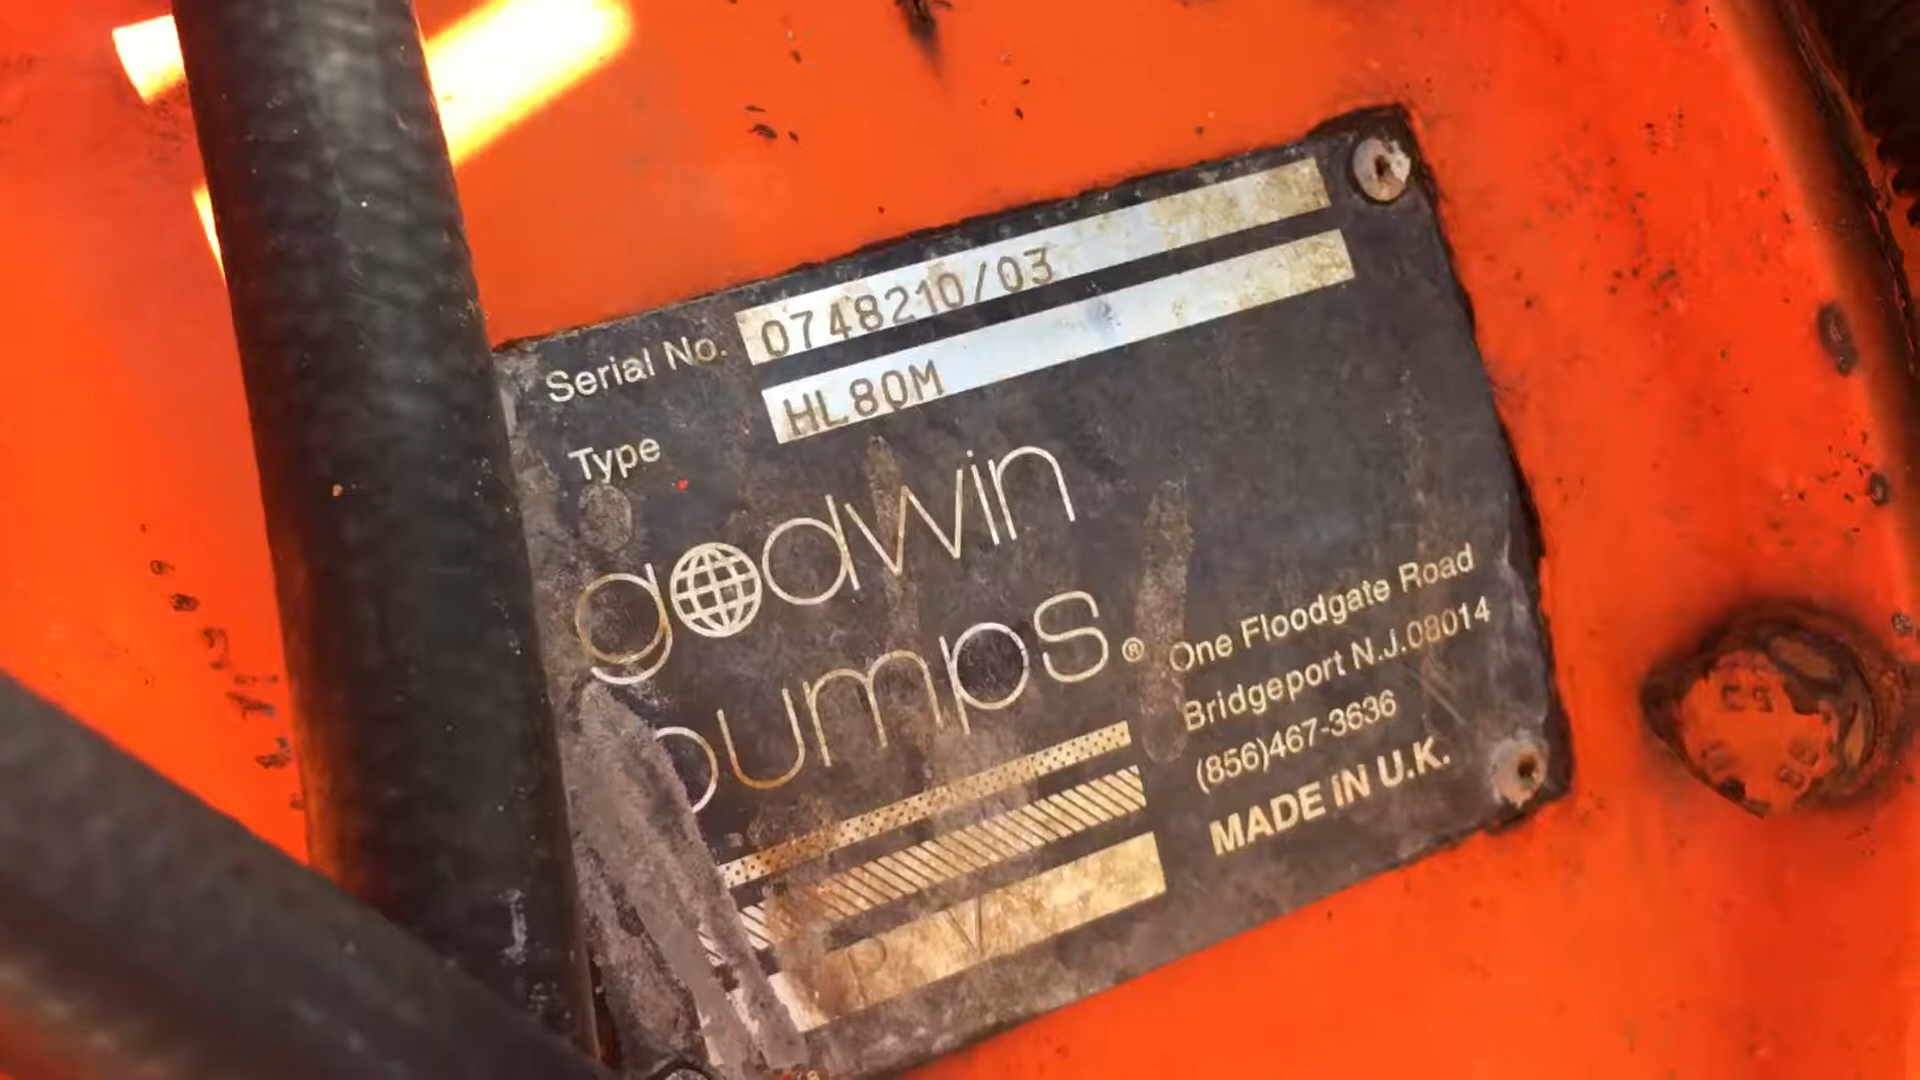 Serial No. 0748210/03
Type HL80M
godwin
pumps®
One Floodgate Road
Bridgeport N.J.08014
(856)467-3636
MADE IN U.K.
P V